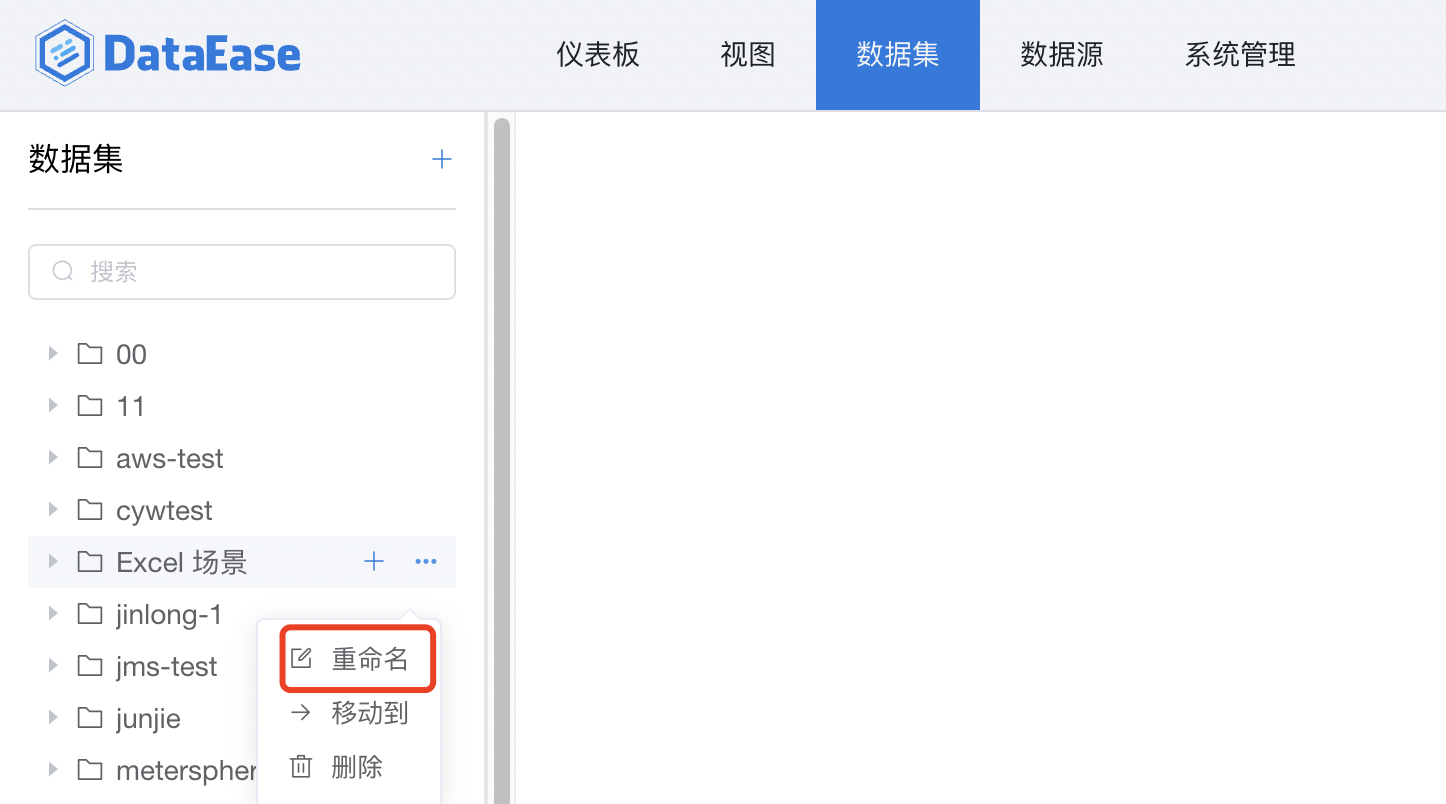 DataEase
仪表板
视图
数据集
数据源
系统管理
数据集
搜索
00
11
aws-test
cywtest
Excel 场景
jinlong-1
jms-test
junjie
meterspher
重命名
移动到
删除